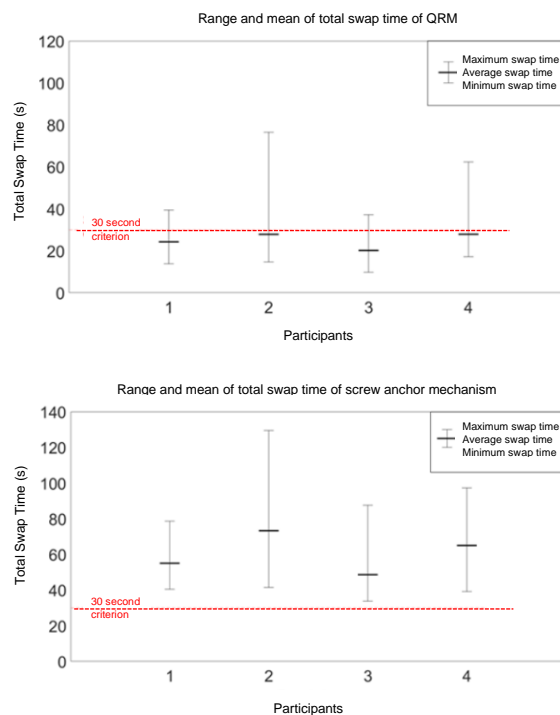 Range and mean of total swap time of QRM
120
100
80
60
40
20
0
Total Swap Time (s)
Maximum swap time
Average swap time
Minimum swap time
30 second
criterion
1 2 3 4
Participants
Range and mean of total swap time of screw anchor mechanism
140
120
100
80
60
40
20
0
Total Swap Time (s)
Maximum swap time
Average swap time
Minimum swap time
30 second
criterion
1 2 3 4
Participants